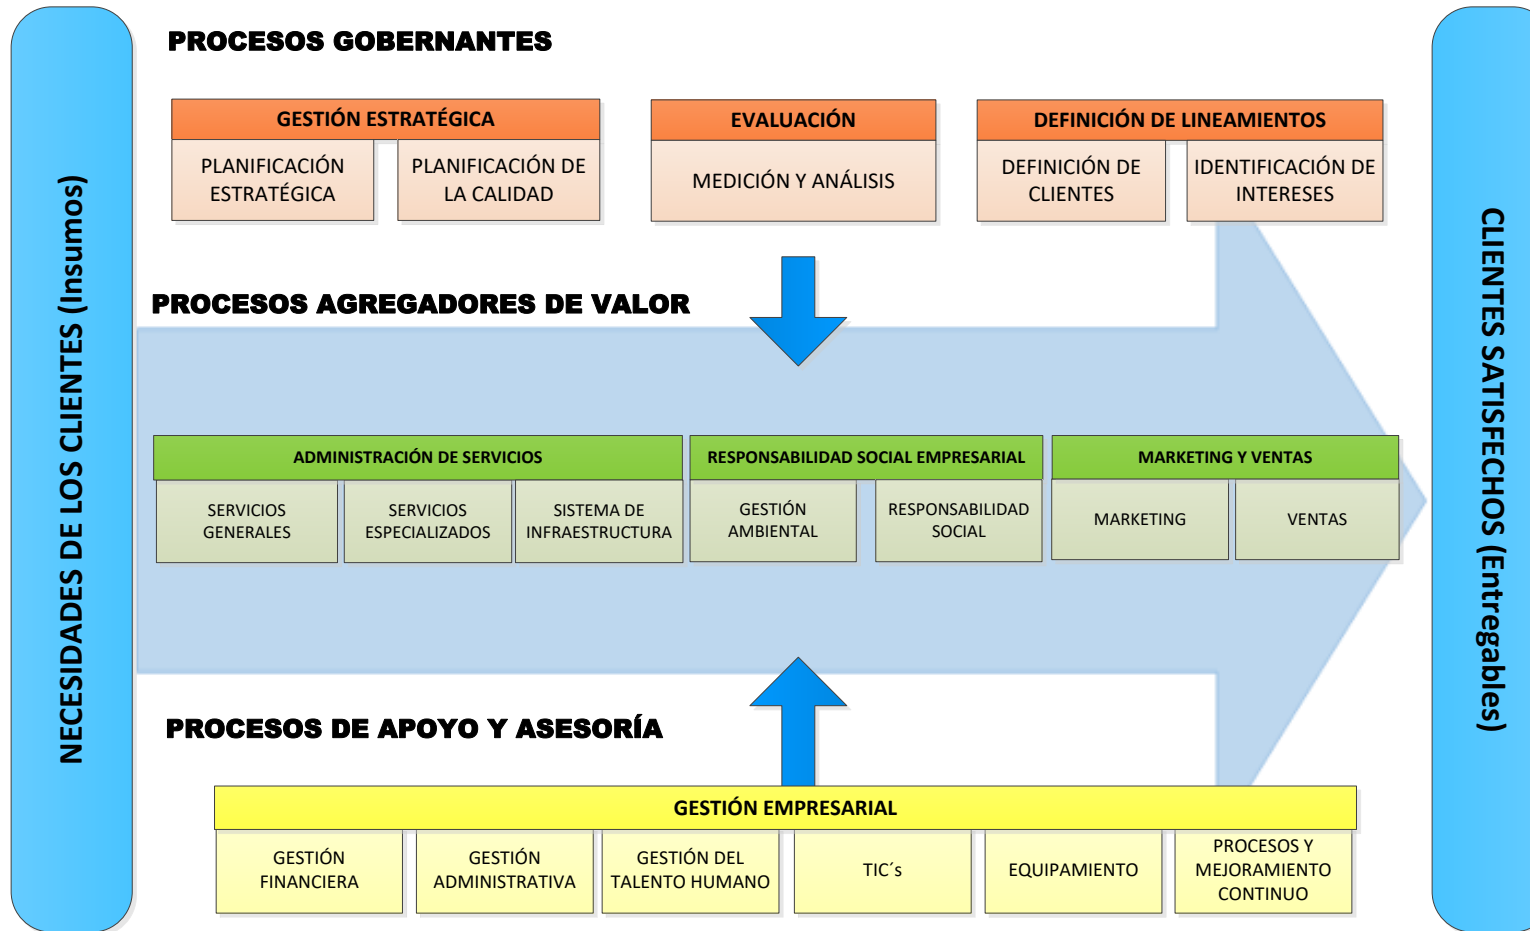 NECESIDADES DE LOS CLIENTES (Insumos)
PROCESOS GOBERNANTES
GESTIÓN ESTRATÉGICA
PLANIFICACIÓN
ESTRATÉGICA
PLANIFICACIÓN DE
LA CALIDAD
EVALUACIÓN
MEDICIÓN Y ANÁLISIS
DEFINICIÓN DE LINEAMIENTOS
DEFINICIÓN DE
CLIENTES
IDENTIFICACIÓN DE
INTERESES
PROCESOS AGREGADORES DE VALOR
ADMINISTRACIÓN DE SERVICIOS
SERVICIOS
GENERALES
SERVICIOS
ESPECIALIZADOS
SISTEMA DE
INFRAESTRUCTURA
RESPONSABILIDAD SOCIAL EMPRESARIAL
GESTIÓN
AMBIENTAL
RESPONSABILIDAD
SOCIAL
MARKETING Y VENTAS
MARKETING
VENTAS
PROCESOS DE APOYO Y ASESORÍA
GESTIÓN EMPRESARIAL
GESTIÓN
FINANCIERA
GESTIÓN
ADMINISTRATIVA
GESTIÓN DEL
TALENTO HUMANO
TIC´s
EQUIPAMIENTO
PROCESOS Y
MEJORAMIENTO
CONTINUO
CLIENTES SATISFECHOS (Entregables)